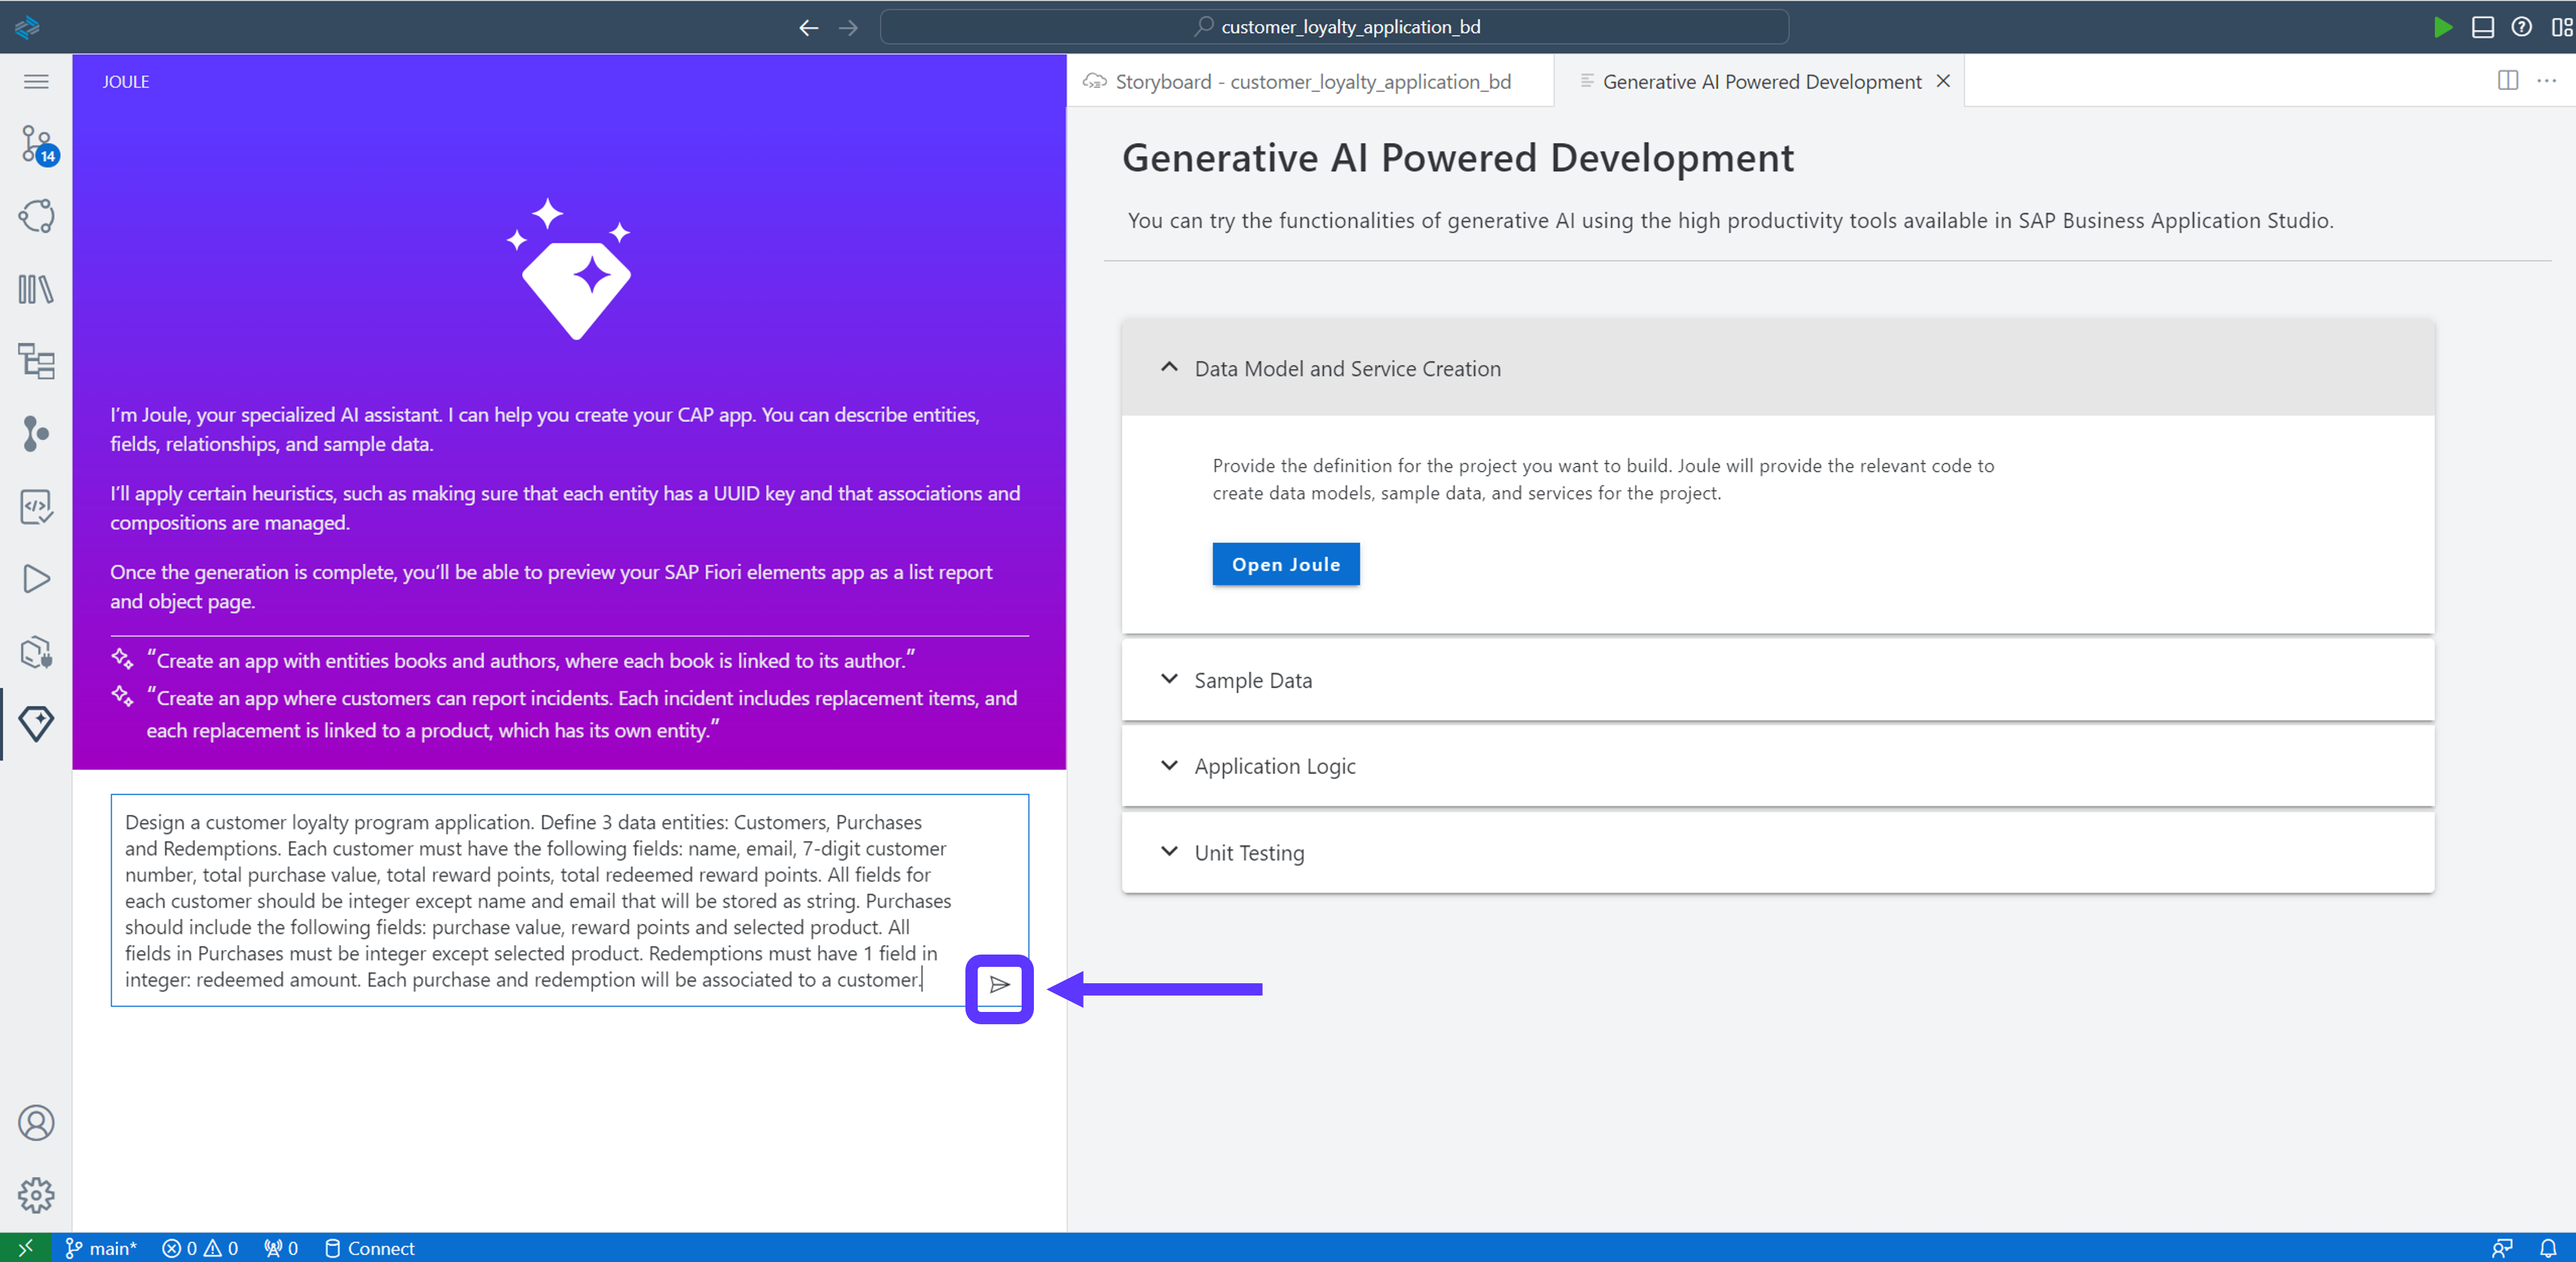 customer_loyalty_application_bd
JOULE
14
I'm Joule, your specialized AI assistant. I can help you create your CAP app. You can describe entities,
fields, relationships, and sample data.
I'll apply certain heuristics, such as making sure that each entity has a UUID key and that associations and
compositions are managed.
Once the generation is complete, you'll be able to preview your SAP Fiori elements app as a list report
and object page.
"Create an app with entities books and authors, where each book is linked to its author."
"Create an app where customers can report incidents. Each incident includes replacement items, and
each replacement is linked to a product, which has its own entity."
Design a customer loyalty program application. Define 3 data entities: Customers, Purchases
and Redemptions. Each customer must have the following fields: name, email, 7-digit customer
number, total purchase value, total reward points, total redeemed reward points. All fields for
each customer should be integer except name and email that will be stored as string. Purchases
should include the following fields: purchase value, reward points and selected product. All
fields in Purchases must be integer except selected product. Redemptions must have 1 field in
integer: redeemed amount. Each purchase and redemption will be associated to a customer.
Storyboard - customer_loyalty_application_bd
Generative AI Powered Development
Generative AI Powered Development
You can try the functionalities of generative AI using the high productivity tools available in SAP Business Application Studio.
Data Model and Service Creation
Provide the definition for the project you want to build. Joule will provide the relevant code to
create data models, sample data, and services for the project.
Open Joule
Sample Data
Application Logic
Unit Testing
main* 0 0 0 Connect